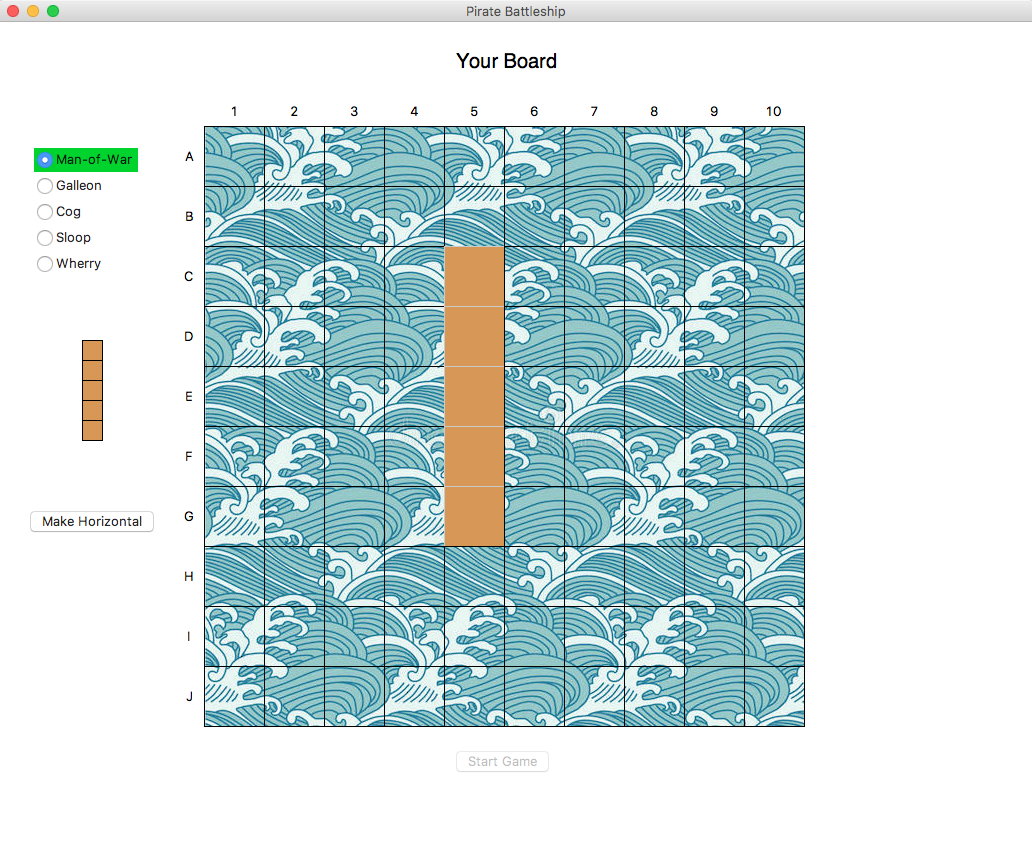 Pirate Battleship
Your Board
1 2 3 4 5 6 7 8 9 10
Man-of-War
Galleon
Cog
Sloop
Wherry
Make Horizontal
A
B
C
D
E
F
G
H
I
J
Start Game